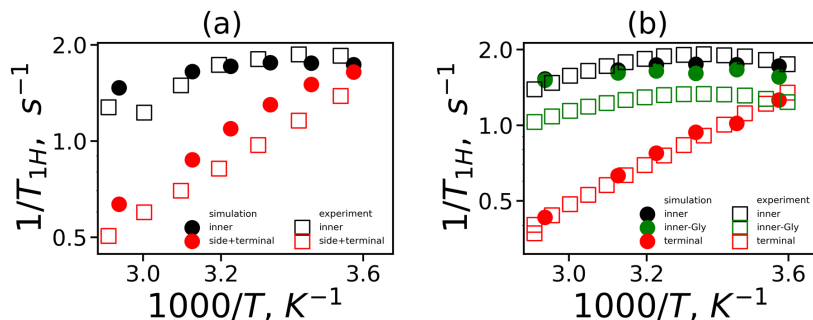 (a)
2.0
1.0
0.5
1/T1H, s−1
simulation experiment
inner inner
side+terminal side+terminal
3.0 3.2 3.6
1000/T, K−1
(b)
2.0
1.0
0.5
1/T1H, s−1
simulation experiment
inner inner
inner-Gly inner-Gly
terminal terminal
3.0 3.2 3.6
1000/T, K−1